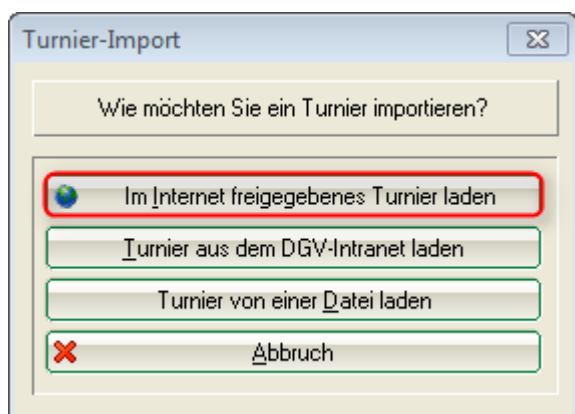 Turnier-Import
Wie möchten Sie ein Turnier importieren?
Im Internet freigegebenes Turnier laden
Turnier aus dem DGV-Intranet laden
Turnier von einer Datei laden
Abbruch